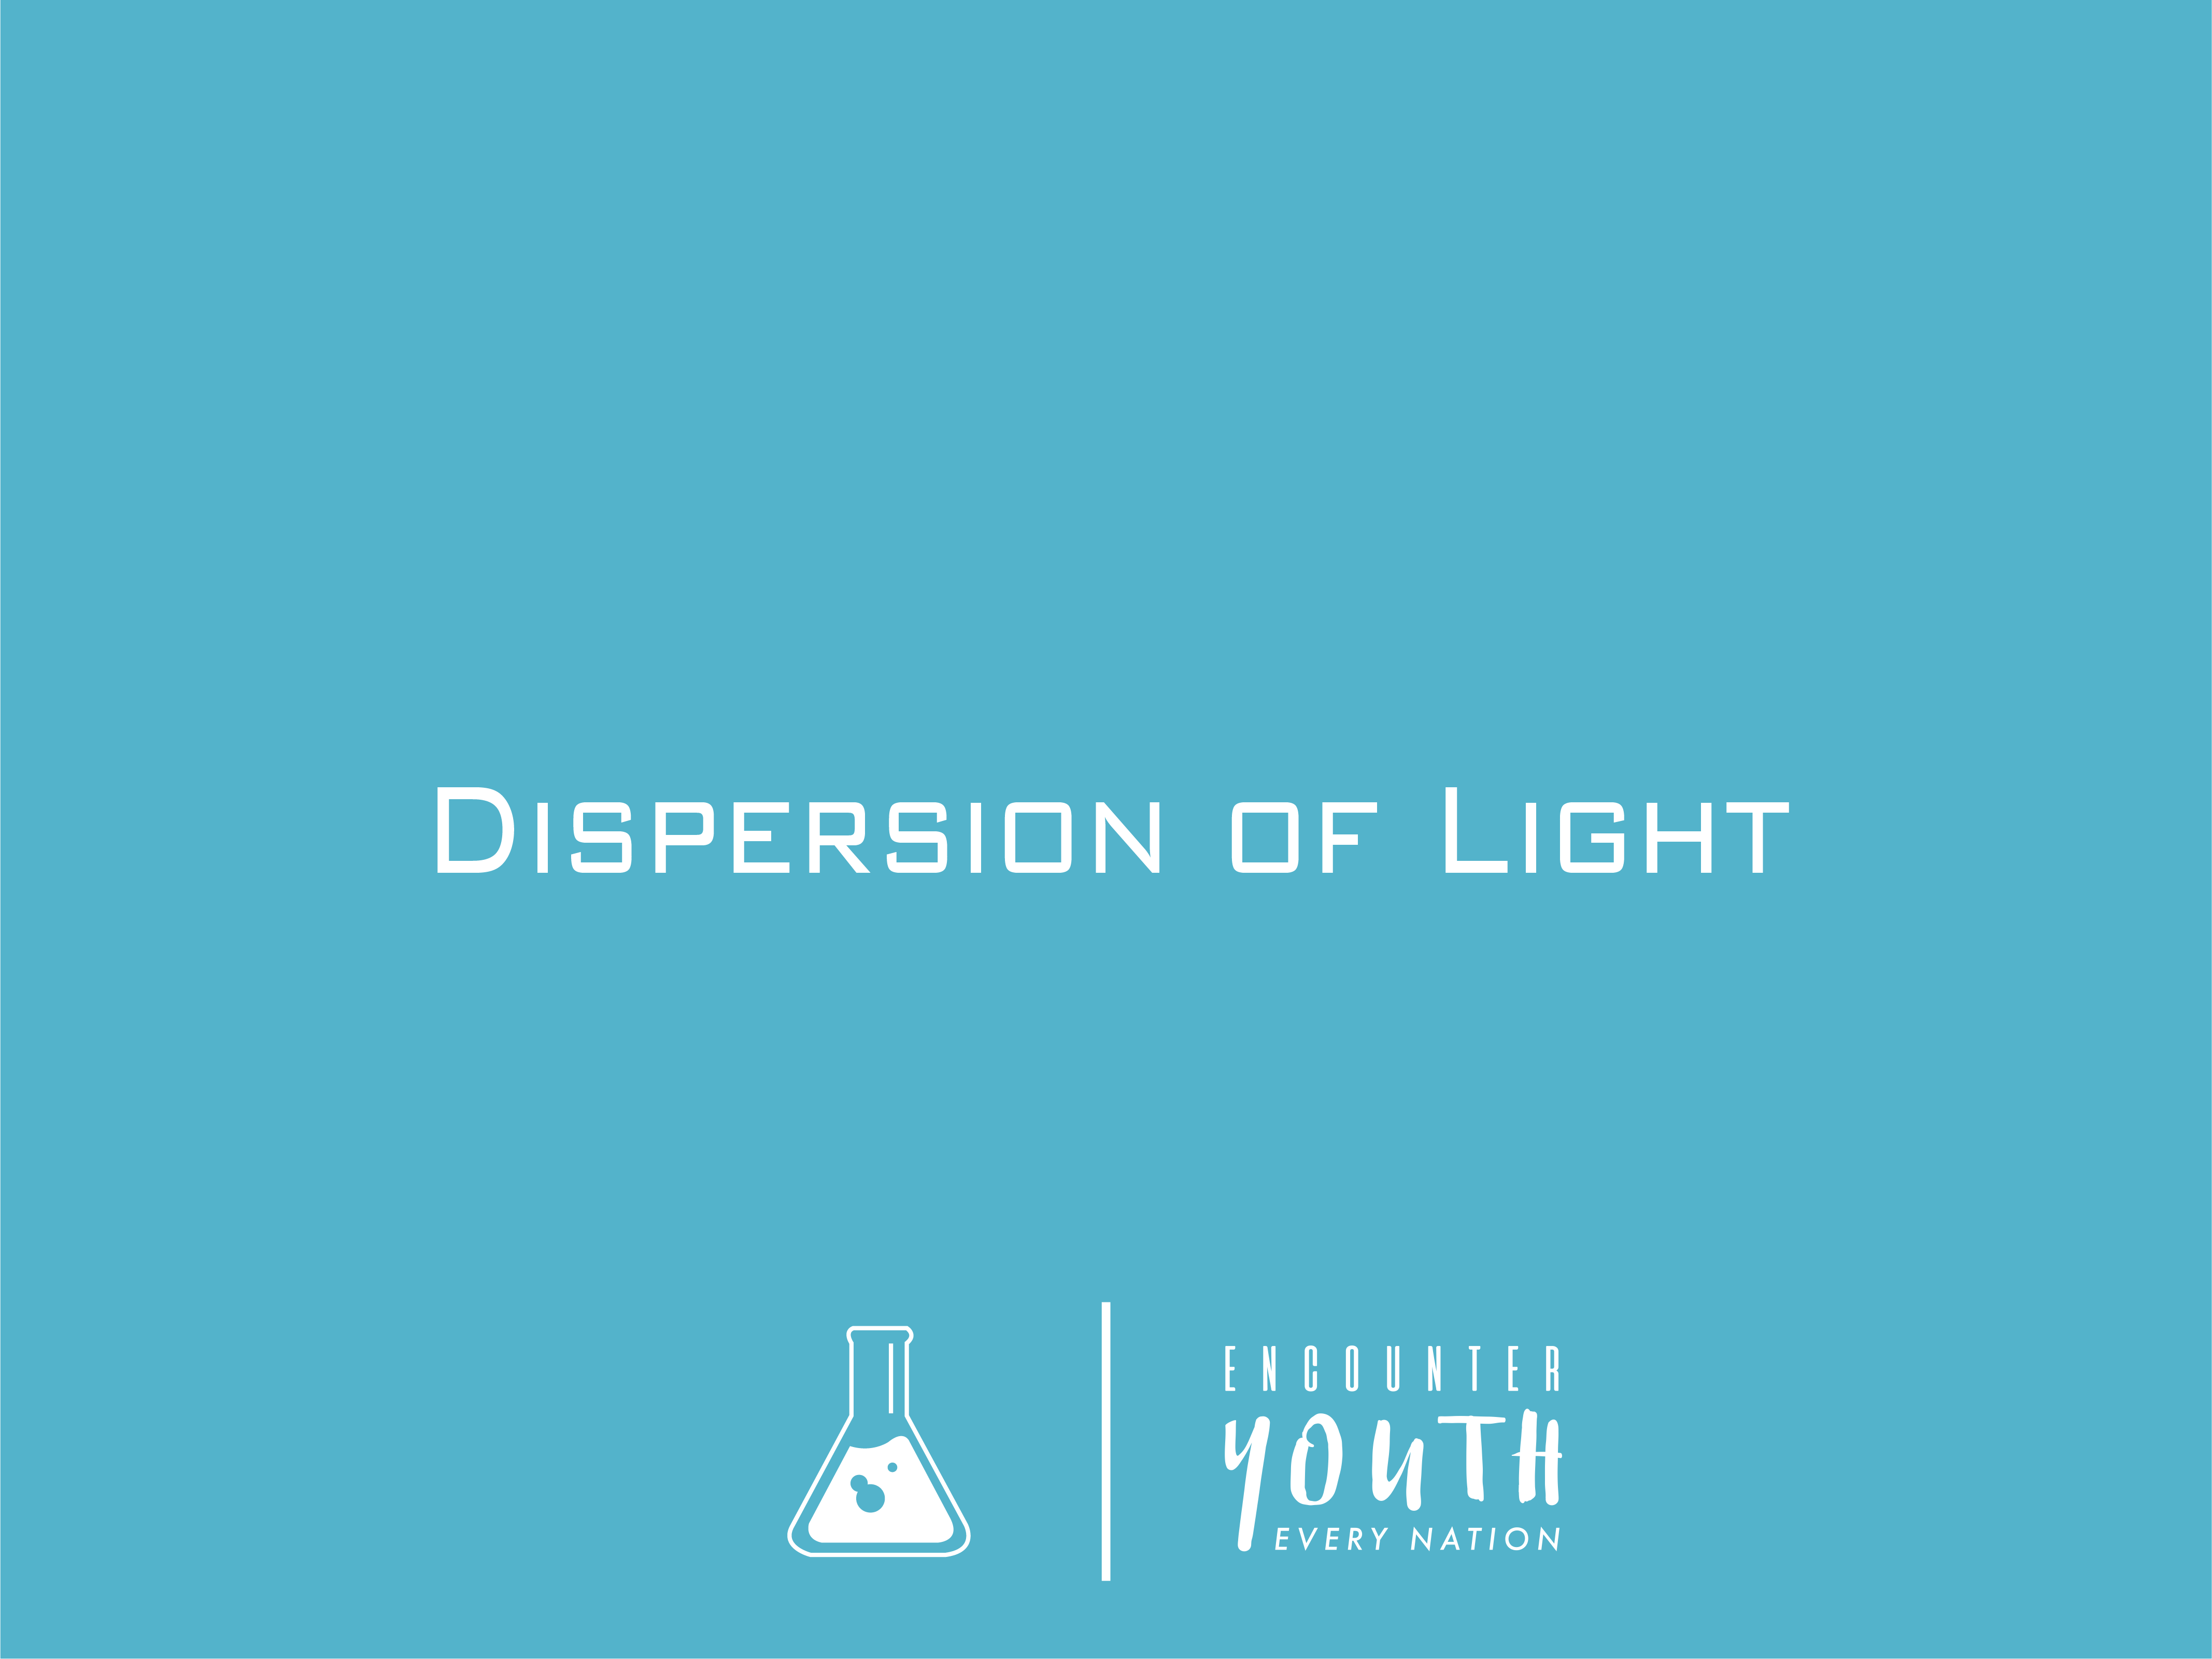 Dispersion of Light
ENCOUNTER
YOUTH
EVERY NATION